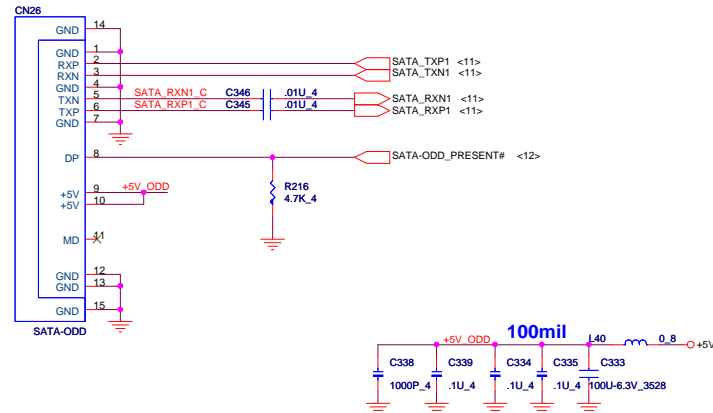 CN26
GND 14
GND 1
RXP 2 SATA_TXP1 <11>
RXN 3 SATA_TXN1 <11>
GND 4
TXN 5 SATA_RXN1_C C346 .01U_4 SATA_RXN1 <11>
TXP 6 SATA_RXP1_C C345 .01U_4 SATA_RXP1 <11>
GND 7
DP 8 SATA-ODD_PRESENT# <12>
R216
4.7K_4
+5V 9 +5V_ODD
+5V 10
MD 11
GND 12
GND 13
GND 15
SATA-ODD
100mil
+5V_ODD L40 0_8 +5V
C338 C339 C334 C335 C333
1000P_4 .1U_4 .1U_4 .1U_4 100U-6.3V_3528